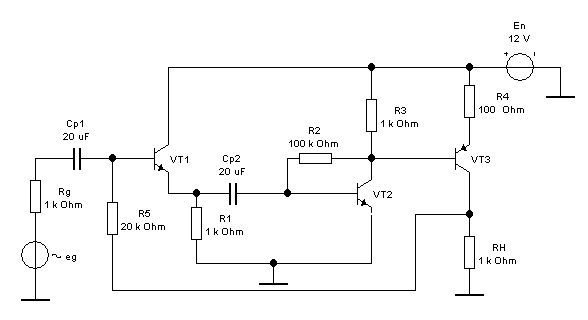 En
12 V
+ -
R4
100 Ohm
R3
1 k Ohm
Cp1
20 uF
R2
100 k Ohm
VT1
Cp2
20 uF
VT3
VT2
Rg
1 k Ohm
R5
20 k Ohm
R1
1 k Ohm
RH
1 k Ohm
~ eg